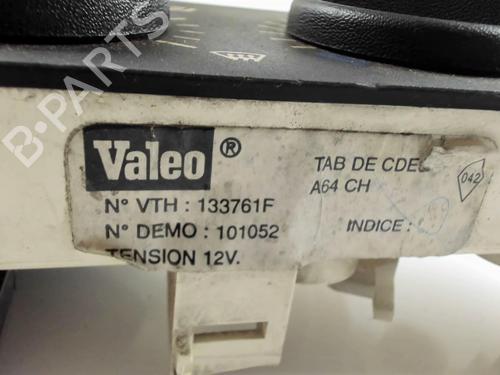 B-PARTS
Valeo ®
TAB DE CDE
A64 CH
042
N° VTH : 133761F
N° DEMO : 101052
INDICE :
TENSION 12V.